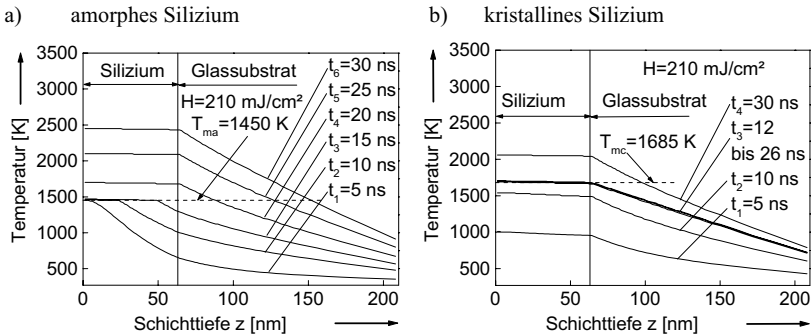 a) amorphes Silizium
3500
3000
2500
2000
1500
1000
500
Temperatur [K]
Silizium
Glassubstrat
H=210 mJ/cm²
Tma=1450 K
t6=30 ns
t5=25 ns
t4=20 ns
t3=15 ns
t2=10 ns
t1=5 ns
0 50 100 150 200
Schichttiefe z [nm]
b) kristallines Silizium
3500
3000
2500
2000
1500
1000
500
Temperatur [K]
H=210 mJ/cm²
Silizium
Glassubstrat
Tmc=1685 K
t4=30 ns
t3=12
bis 26 ns
t2=10 ns
t1=5 ns
0 50 100 150 200
Schichttiefe z [nm]